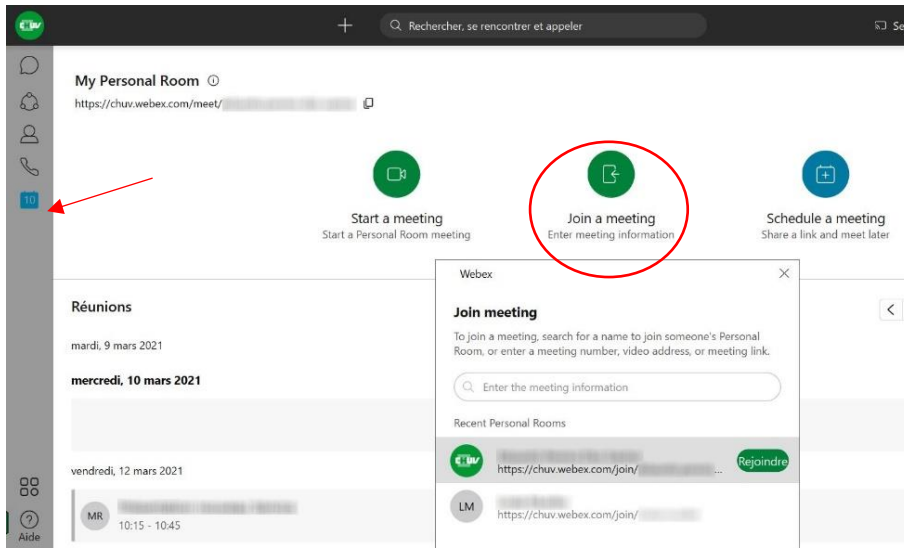 CHUV
Rechercher, se rencontrer et appeler
Se
My Personal Room
https://chuv.webex.com/meet/
10
Start a meeting
Start a Personal Room meeting
Join a meeting
Enter meeting information
Schedule a meeting
Share a link and meet later
Réunions
mardi, 9 mars 2021
mercredi, 10 mars 2021
vendredi, 12 mars 2021
MR
10:15 - 10:45
Aide
Webex
Join meeting
To join a meeting, search for a name to join someone's Personal
Room, or enter a meeting number, video address, or meeting link.
Enter the meeting information
Recent Personal Rooms
CHUV
https://chuv.webex.com/join/
...
Rejoindre
LM
https://chuv.webex.com/join/